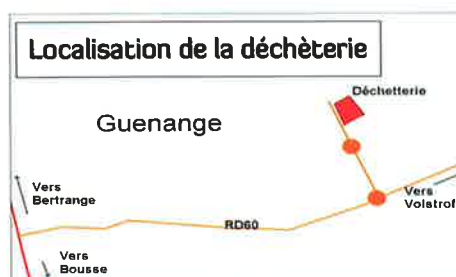 Localisation de la déchèterie
Déchetterie
Guenange
Vers
Bertrange
Vers
Volstrof
RD60
Vers
Bousse